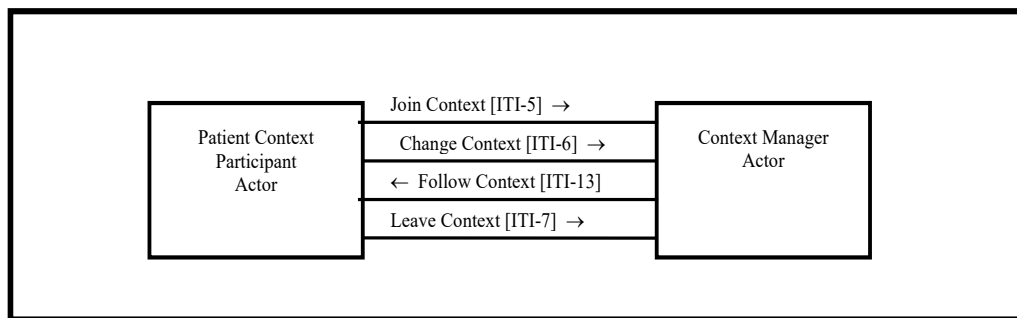 Join Context [ITI-5] →
Patient Context
Participant
Actor
Change Context [ITI-6] →
← Follow Context [ITI-13]
Leave Context [ITI-7] →
Context Manager
Actor